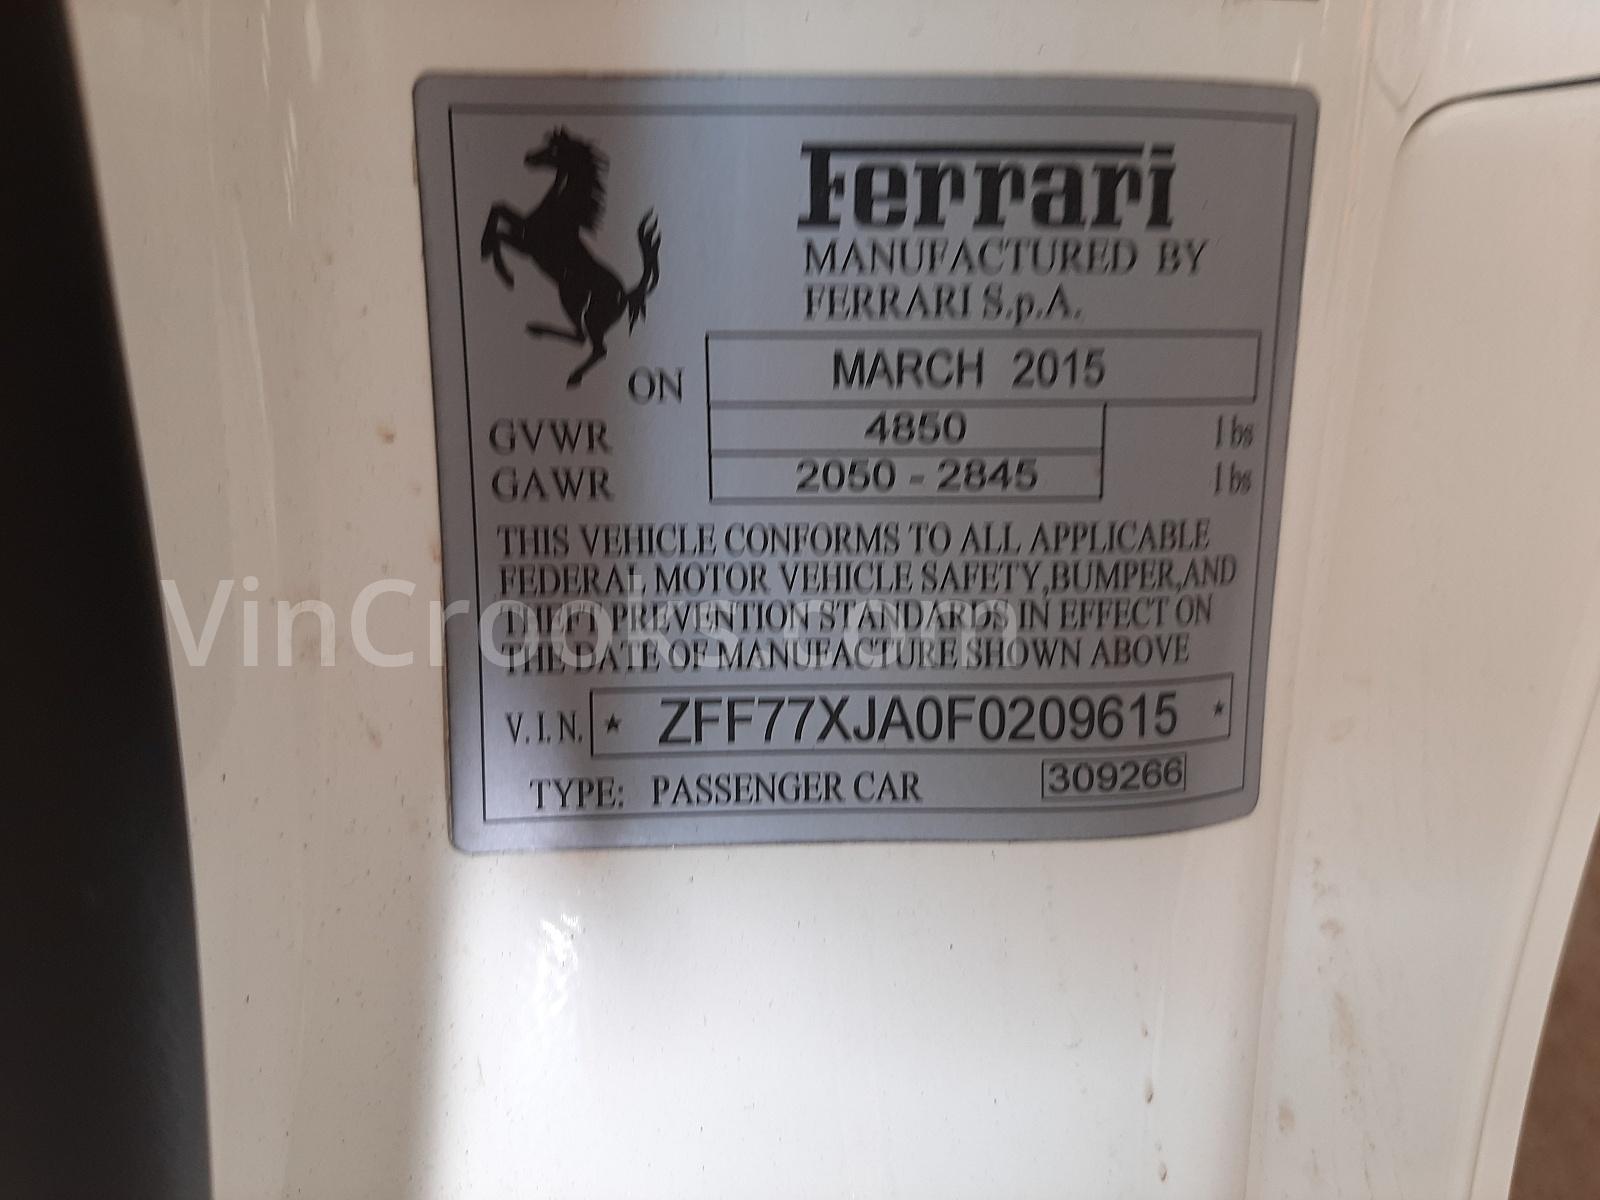 Ferrari
MANUFACTURED BY
FERRARI S.p.A.
ON MARCH 2015
GVWR 4850 lbs
GAWR 2050 - 2845 lbs
THIS VEHICLE CONFORMS TO ALL APPLICABLE
FEDERAL MOTOR VEHICLE SAFETY,BUMPER,AND
THEFT PREVENTION STANDARDS IN EFFECT ON
THE DATE OF MANUFACTURE SHOWN ABOVE
V.I.N. * ZFF77XJA0F0209615 *
TYPE: PASSENGER CAR 309266
VinCrooks.com